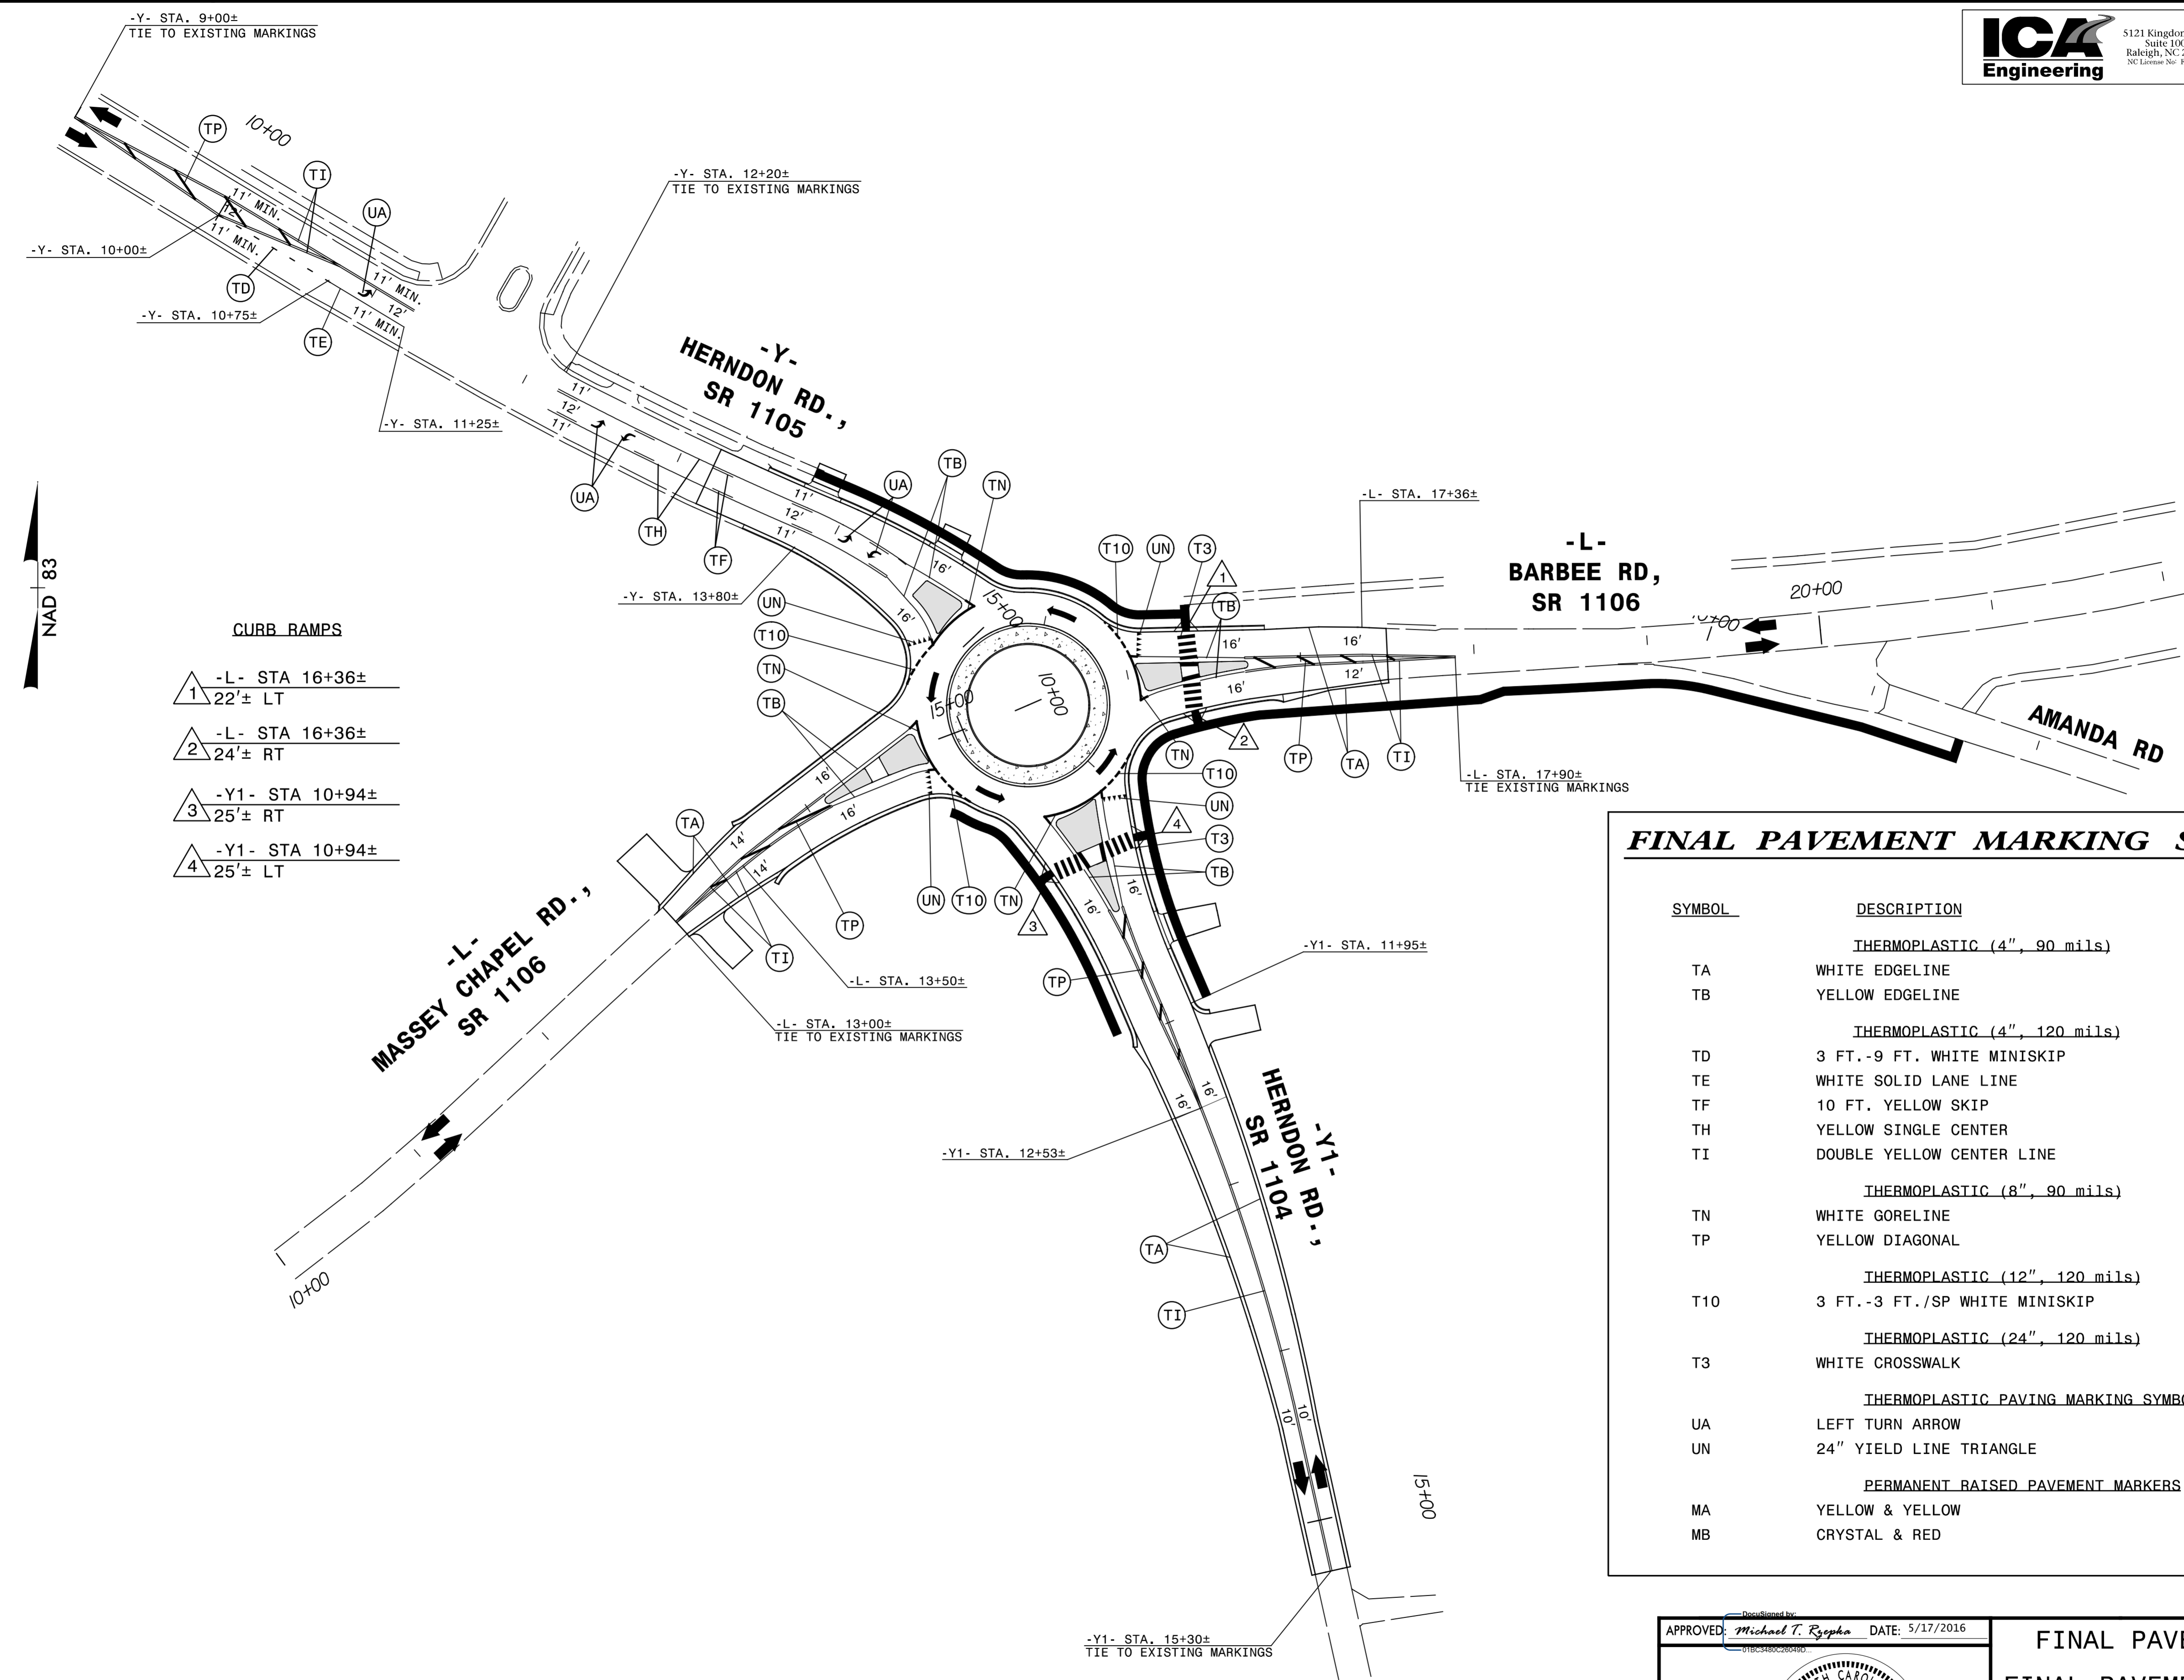 -Y- STA. 9+00±
TIE TO EXISTING MARKINGS
ICA
Engineering
Suite
Raleigh, NC
NC License No:
TP
10+00
TI
UA
11' MIN.
12'
11' MIN.
-Y- STA. 10+00±
TD
-Y- STA. 10+75±
TE
11' MIN.
12'
11' MIN.
-Y- STA. 11+25±
-Y- STA. 12+20±
TIE TO EXISTING MARKINGS
-Y-
HERNDON RD.,
SR 1105
11'
12'
11'
UA
TH
TF
11'
12'
11'
UA
TB
TN
16'
16'
-Y- STA. 13+80±
NAD 83
CURB RAMPS
1 -L- STA 16+36±
22'± LT
2 -L- STA 16+36±
24'± RT
3 -Y1- STA 10+94±
25'± RT
4 -Y1- STA 10+94±
25'± LT
UN
T10
TN
TB
15+00
15+00
10+00
T10
UN
T3
1
TB
-L- STA. 17+36±
-L-
BARBEE RD,
SR 1106
20+00
10+00
16'
16'
12'
16'
TN
2
TP
TA
TI
-L- STA. 17+90±
TIE EXISTING MARKINGS
AMANDA RD
T10
UN
4
T3
TB
TA
16'
16'
14'
14'
TP
TI
UN
T10
TN
3
16'
16'
-L- STA. 13+50±
-L- STA. 13+00±
TIE TO EXISTING MARKINGS
-L-
MASSEY CHAPEL RD.,
SR 1106
10+00
TP
-Y1- STA. 11+95±
16'
16'
-Y1- STA. 12+53±
-Y1-
HERNDON RD.,
SR 1104
TA
TI
10'
10'
15+00
-Y1- STA. 15+30±
TIE TO EXISTING MARKINGS
FINAL PAVEMENT MARKING
SYMBOL DESCRIPTION
THERMOPLASTIC (4", 90 mils)
TA WHITE EDGELINE
TB YELLOW EDGELINE
THERMOPLASTIC (4", 120 mils)
TD 3 FT.-9 FT. WHITE MINISKIP
TE WHITE SOLID LANE LINE
TF 10 FT. YELLOW SKIP
TH YELLOW SINGLE CENTER
TI DOUBLE YELLOW CENTER LINE
THERMOPLASTIC (8", 90 mils)
TN WHITE GORELINE
TP YELLOW DIAGONAL
THERMOPLASTIC (12", 120 mils)
T10 3 FT.-3 FT./SP WHITE MINISKIP
THERMOPLASTIC (24", 120 mils)
T3 WHITE CROSSWALK
THERMOPLASTIC PAVING MARKING
UA LEFT TURN ARROW
UN 24" YIELD LINE TRIANGLE
PERMANENT RAISED PAVEMENT MARKERS
MA YELLOW & YELLOW
MB CRYSTAL & RED
DocuSigned by:
APPROVED: Michael T. Rzepka DATE: 5/17/2016
01BC3480C26049D...
FINAL
FINAL